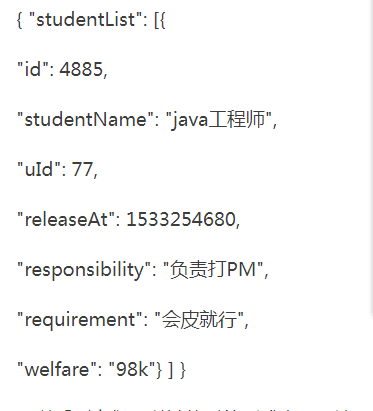 { "studentList": [{
"id": 4885,
"studentName": "java工程师",
"uId": 77,
"releaseAt": 1533254680,
"responsibility": "负责打PM",
"requirement": "会皮就行",
"welfare": "98k"} ] }